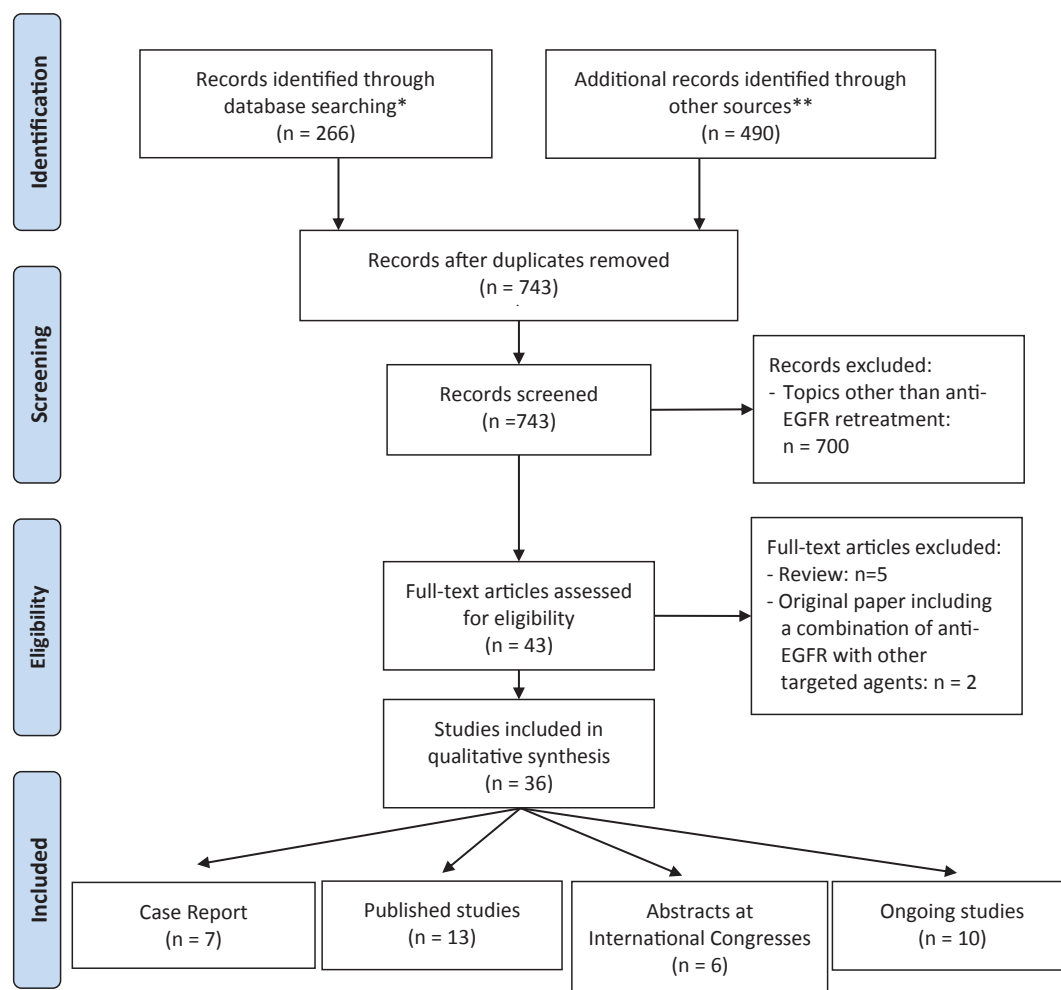 Identification
Records identified through
database searching*
(n = 266)
Additional records identified through
other sources**
(n = 490)
Records after duplicates removed
(n = 743)
Screening
Records screened
(n =743)
Records excluded:
- Topics other than anti-
EGFR retreatment:
n = 700
Eligibility
Full-text articles assessed
for eligibility
(n = 43)
Full-text articles excluded:
- Review: n=5
- Original paper including
a combination of anti-
EGFR with other
targeted agents: n = 2
Studies included in
qualitative synthesis
(n = 36)
Included
Case Report
(n = 7)
Published studies
(n = 13)
Abstracts at
International Congresses
(n = 6)
Ongoing studies
(n = 10)